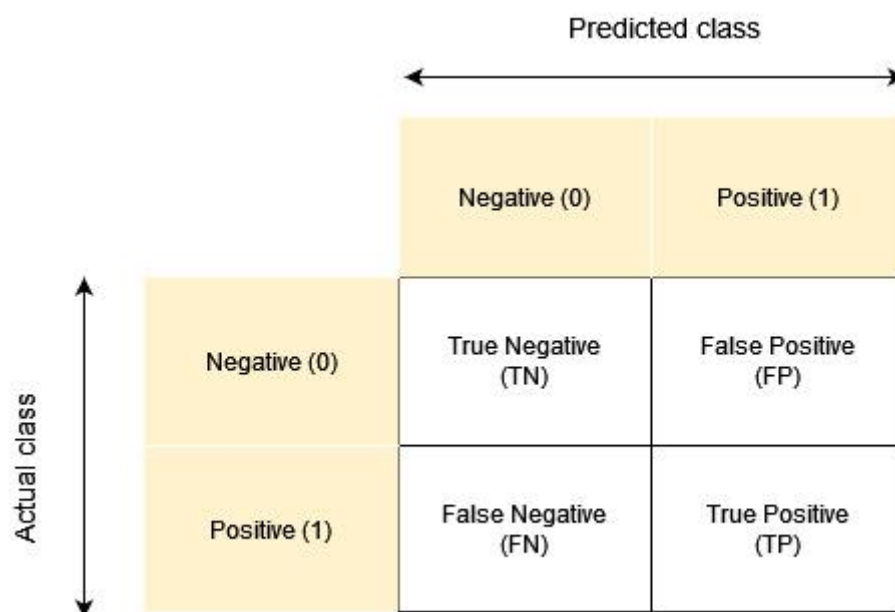 Predicted class
Negative (0)
Positive (1)
Actual class
Negative (0)
True Negative
(TN)
False Positive
(FP)
Positive (1)
False Negative
(FN)
True Positive
(TP)